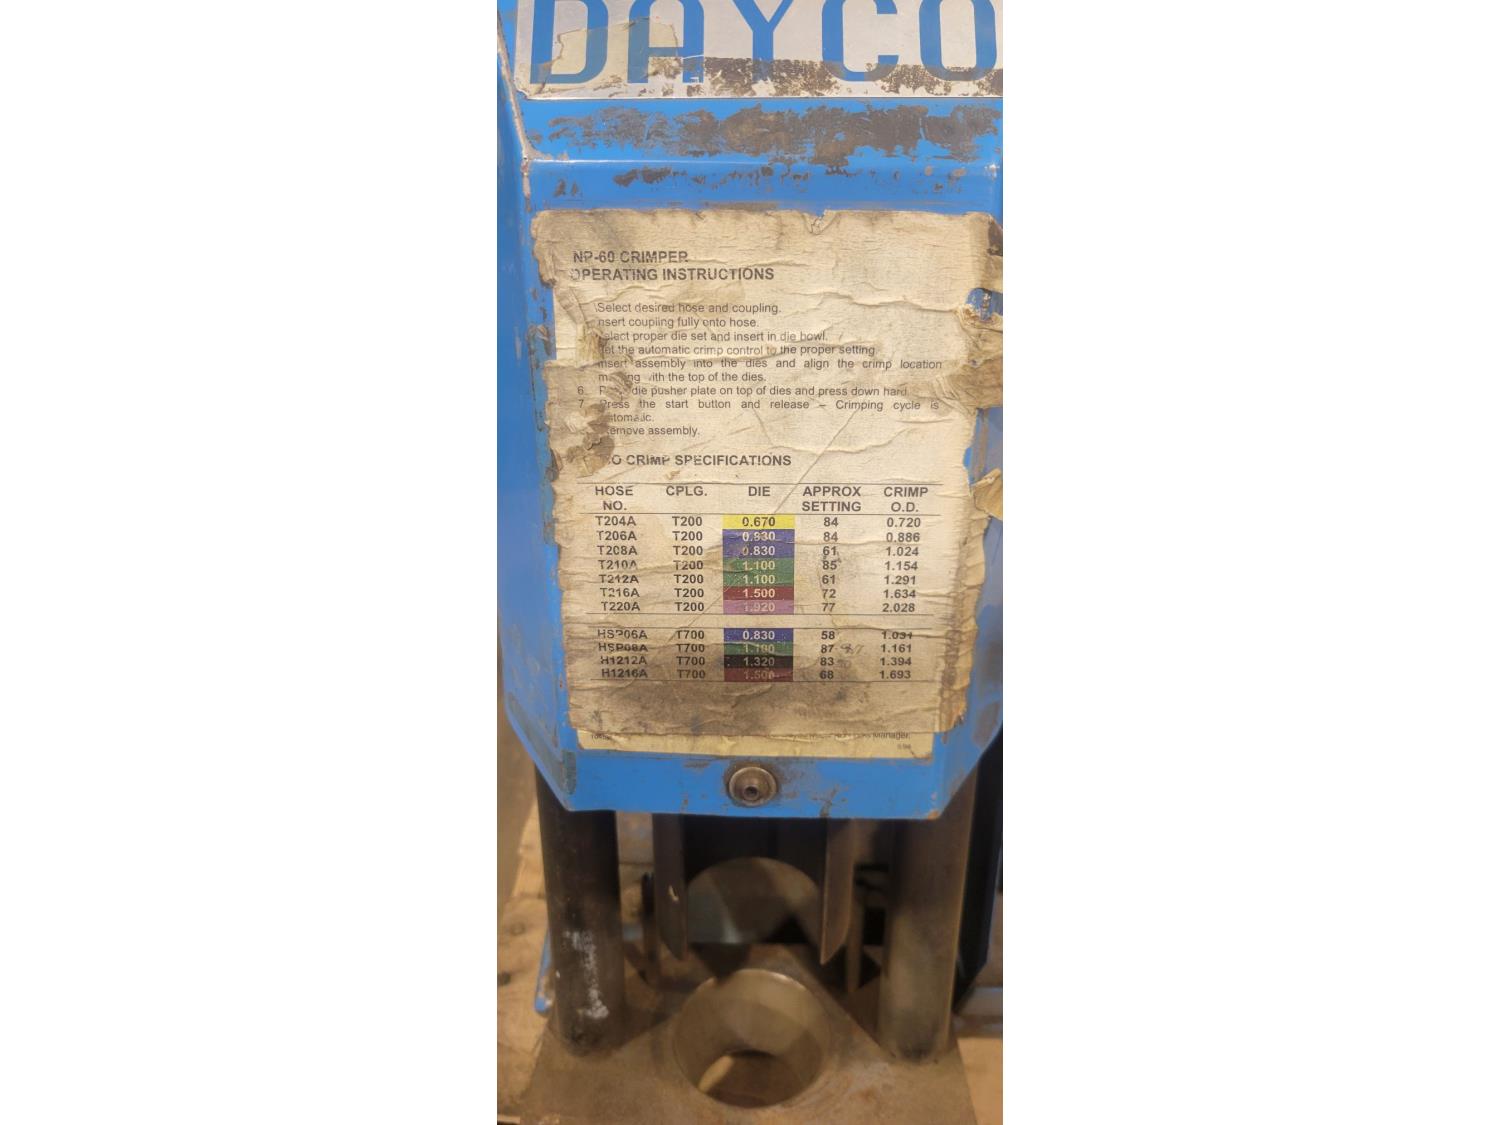 DAYCO
NP-60 CRIMPER
OPERATING INSTRUCTIONS
Select desired hose and coupling.
nsert coupling fully onto hose.
elect proper die set and insert in die bowl.
et the automatic crimp control to the proper setting
nsert assembly into the dies and align the crimp location
with the top of the dies.
6. die pusher plate on top of dies and press down hard
7. Press the start button and release – Crimping cycle is
utomatic.
emove assembly.
CO CRIMP SPECIFICATIONS
HOSE CPLG. DIE APPROX CRIMP
NO. SETTING O.D.
T204A T200 0.670 84 0.720
T206A T200 0.830 84 0.886
T208A T200 0.830 61 1.024
T210A T200 1.100 85 1.154
T212A T200 1.100 61 1.291
T216A T200 1.500 72 1.634
T220A T200 1.920 77 2.028
HSP06A T700 0.830 58 1.031
HSP08A T700 1.100 87 87 1.161
H1212A T700 1.320 83 1.394
H1216A T700 1.500 68 1.693
Manager.